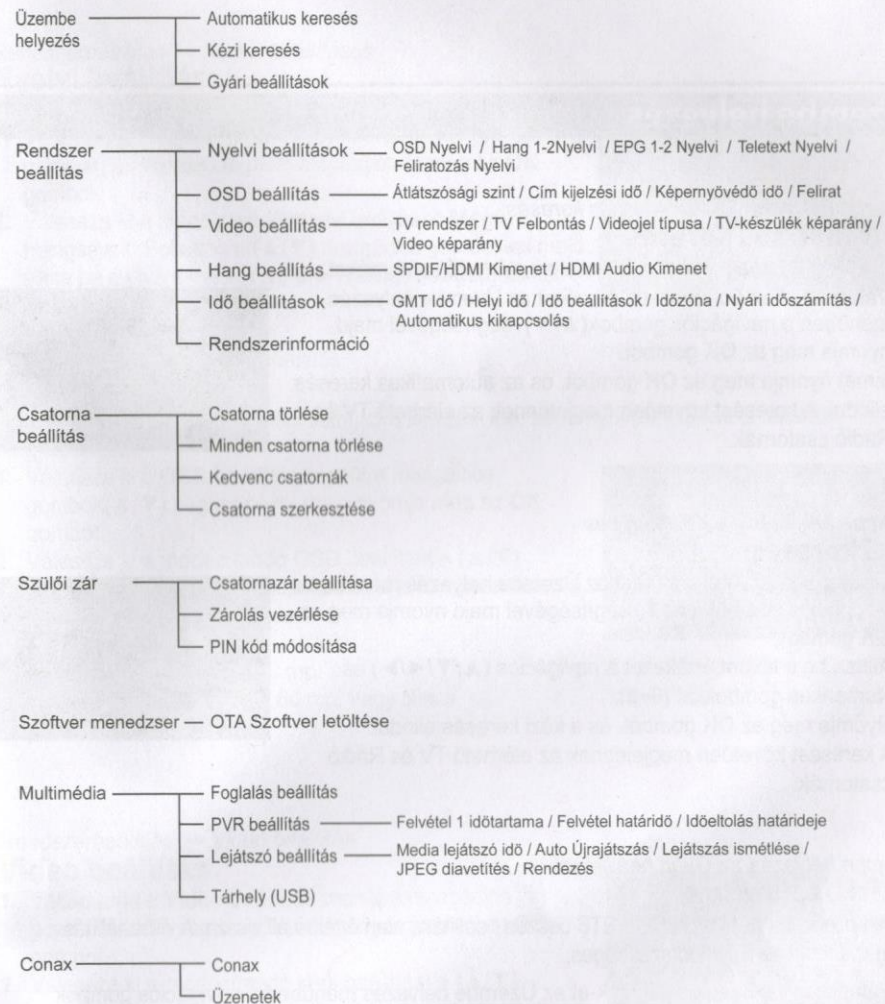 Üzembe
helyezés
Automatikus keresés
Kézi keresés
Gyári beállítások
Rendszer
beállítás
Nyelvi beállítások
OSD Nyelvi / Hang 1-2Nyelvi / EPG 1-2 Nyelvi / Teletext Nyelvi /
Feliratozás Nyelvi
OSD beállítás
Átlátszósági szint / Cím kijelzési idő / Képernyövédö idö / Felirat
Video beállítás
TV rendszer / TV Felbontás / Videojel típusa / TV-készülék képarány /
Video képarány
Hang beállítás
SPDIF/HDMI Kimenet / HDMI Audio Kimenet
Idő beállítások
GMT Idő / Helyi idő / Idő beállítások / Időzóna / Nyári időszámítás /
Automatikus kikapcsolás
Rendszerinformáció
Csatorna
beállítás
Csatorna törlése
Minden csatorna törlése
Kedvenc csatornák
Csatorna szerkesztése
Szülői zár
Csatornazár beállítása
Zárolás vezérlése
PIN kód módosítása
Szoftver menedzser
OTA Szoftver letöltése
Multimédia
Foglalás beállítás
PVR beállítás
Felvétel 1 idötartama / Felvétel határidő / Idöeltolás határideje
Lejátszó beállítás
Media lejátszó idő / Auto Újrajátszás / Lejátszás ismétlése /
JPEG diavetítés / Rendezés
Tárhely (USB)
Conax
Conax
Üzenetek